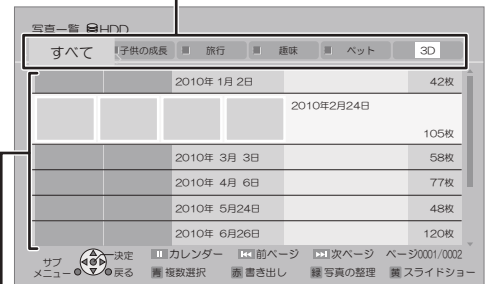 写真一覧 HDD
すべて 子供の成長 旅行 趣味 ペット 3D
2010年 1月 2日 42枚
2010年2月24日
105枚
2010年 3月 3日 58枚
2010年 4月 6日 77枚
2010年 5月24日 48枚
2010年 6月26日 120枚
サブメニュー 決定 戻る
カレンダー 前ページ 次ページ ページ0001/0002
青 複数選択 赤 書き出し 緑 写真の整理 黄 スライドショー